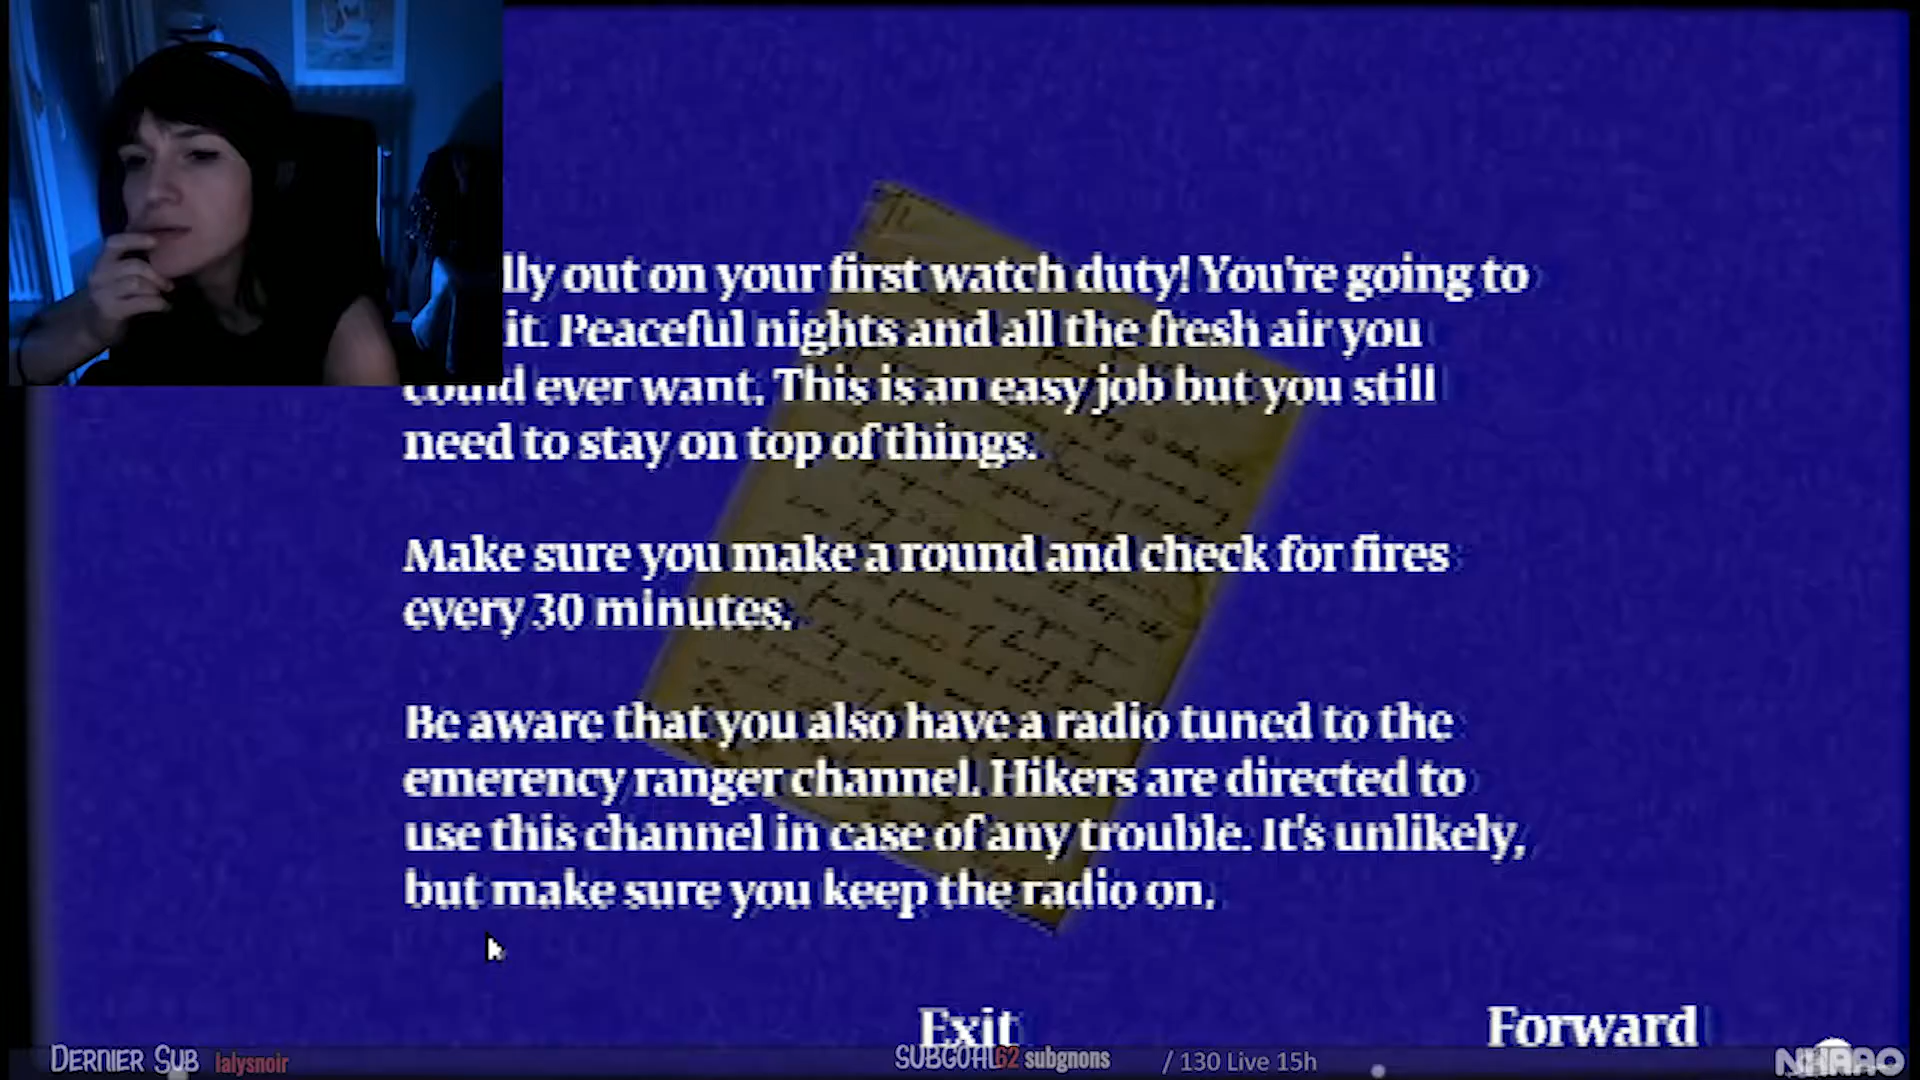 lly out on your first watch duty! You're going to
it. Peaceful nights and all the fresh air you
could ever want. This is an easy job but you still
need to stay on top of things.
Make sure you make a round and check for fires
every 30 minutes.
Be aware that you also have a radio tuned to the
emerency ranger channel. Hikers are directed to
use this channel in case of any trouble. It's unlikely,
but make sure you keep the radio on.
Exit
Forward
DERNIER SUB lalysnoir
SUBGOAL 62 subgnons / 130 Live 15h